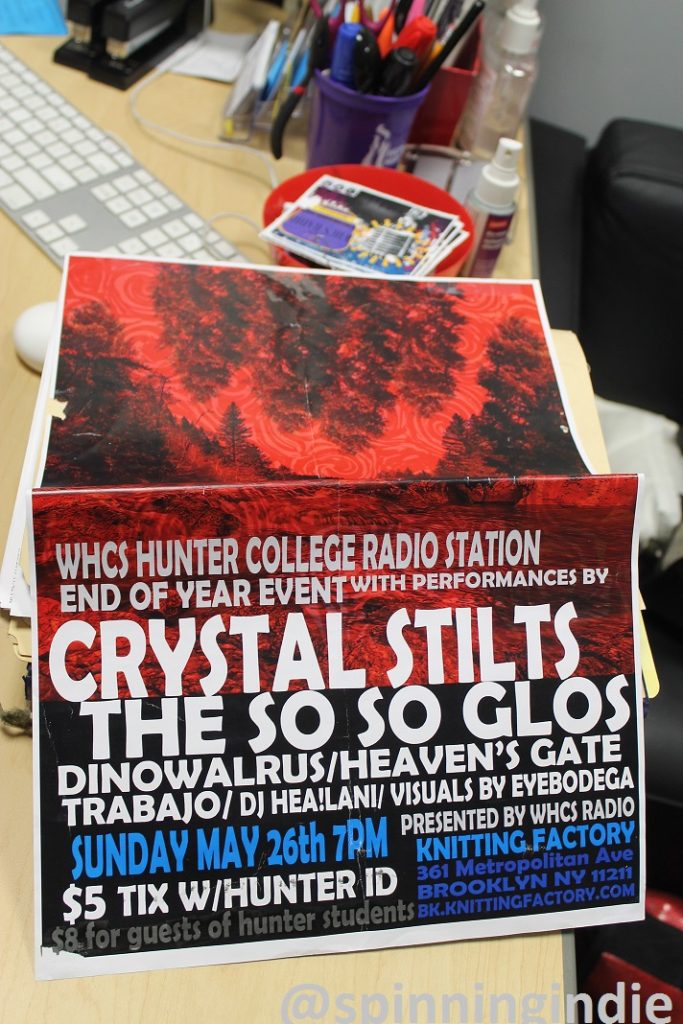 WHCS HUNTER COLLEGE RADIO STATION
END OF YEAR EVENT WITH PERFORMANCES BY
CRYSTAL STILTS
THE SO SO GLOS
DINOWALRUS/HEAVEN'S GATE
TRABAJO/ DJ HEA!LANI/ VISUALS BY EYEBODEGA
PRESENTED BY WHCS RADIO
SUNDAY MAY 26th 7PM
KNITTING FACTORY
361 Metropolitan Ave
BROOKLYN NY 11211
BK.KNITTINGFACTORY.COM
$5 TIX W/HUNTER ID
$8 for guests of hunter students
@spinningindie